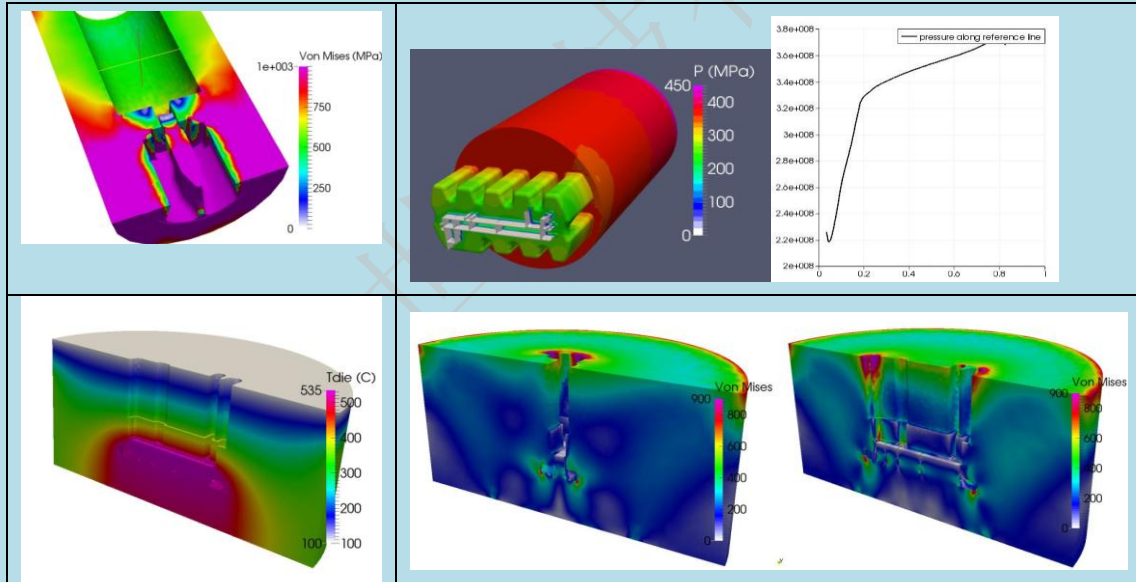 Von Mises (MPa)
1e+003
750
500
250
0
P (MPa)
450
400
300
200
100
0
pressure along reference line
3.8e+008
3.6e+008
3.4e+008
3.2e+008
3e+008
2.8e+008
2.6e+008
2.4e+008
2.2e+008
2e+008
0
0.2
0.4
0.6
0.8
1
Tdie (C)
535
500
400
300
200
100
100
Von Mises
900
800
600
400
200
0
Von Mises
900
800
600
400
200
0